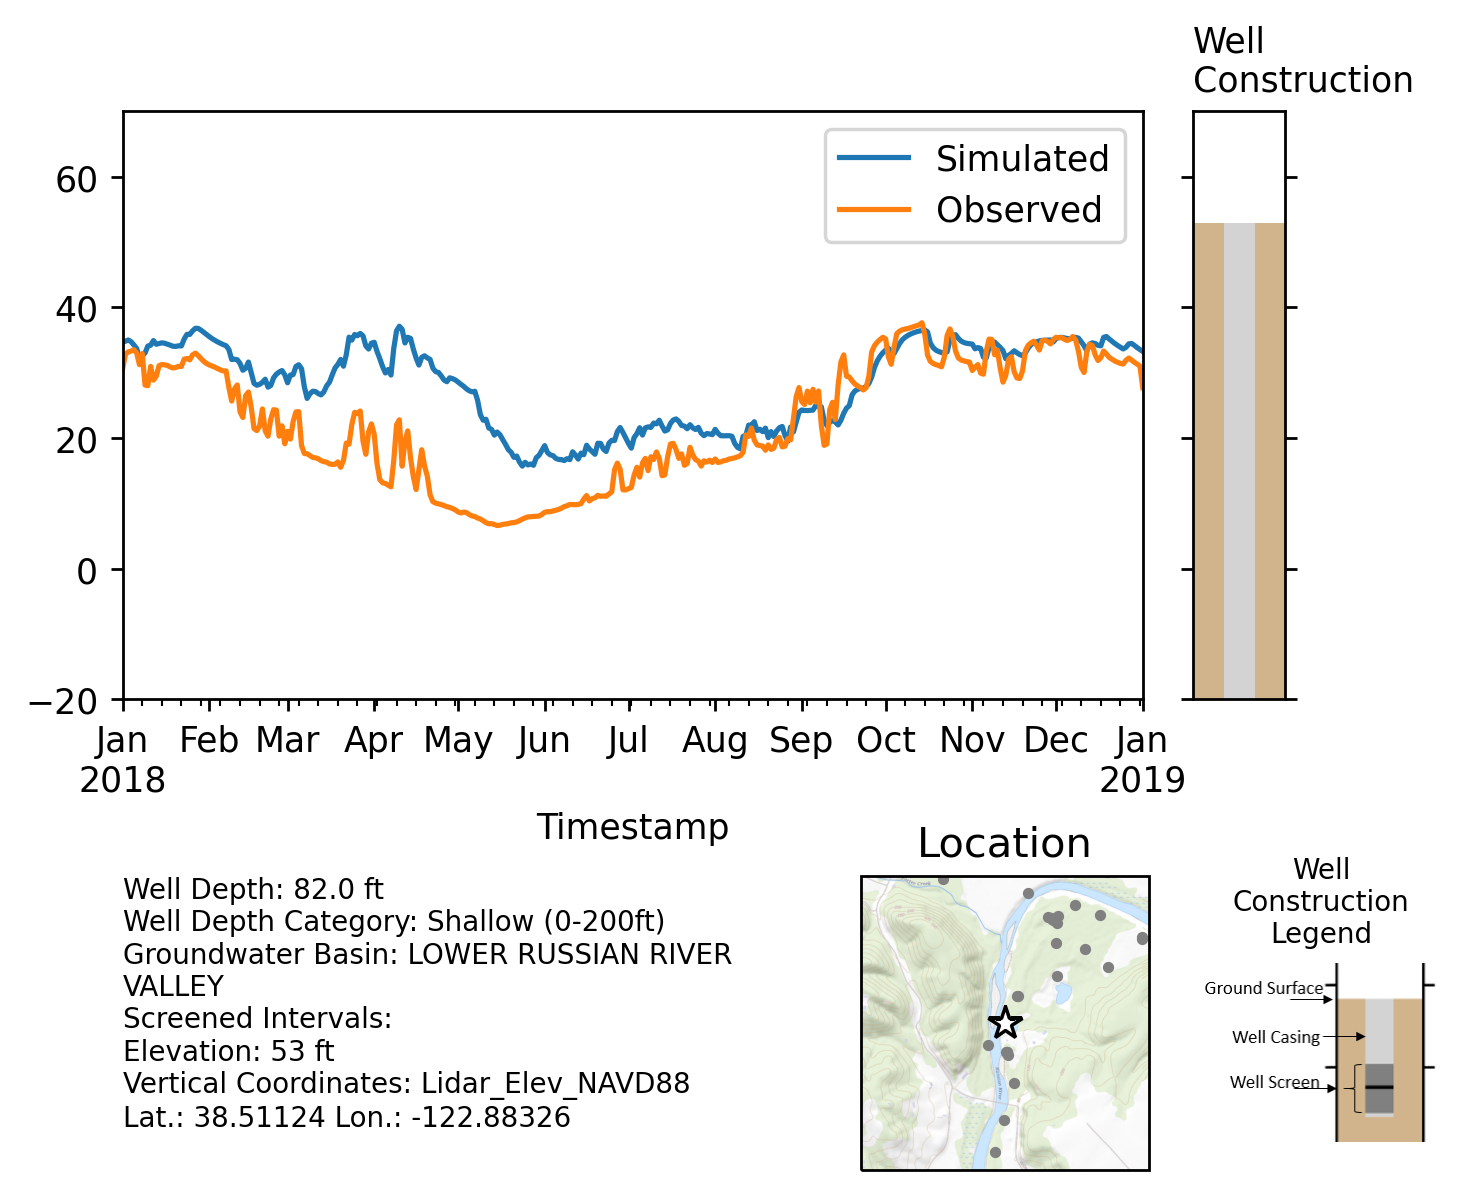 Well
Construction
Simulated
Observed
60
40
20
0
−20
Jan
2018
Feb
Mar
Apr
May
Jun
Jul
Aug
Sep
Oct
Nov
Dec
Jan
2019
Timestamp
Well Depth: 82.0 ft
Well Depth Category: Shallow (0-200ft)
Groundwater Basin: LOWER RUSSIAN RIVER
VALLEY
Screened Intervals:
Elevation: 53 ft
Vertical Coordinates: Lidar_Elev_NAVD88
Lat.: 38.51124 Lon.: -122.88326
Location
Well
Construction
Legend
Ground Surface
Well Casing
Well Screen